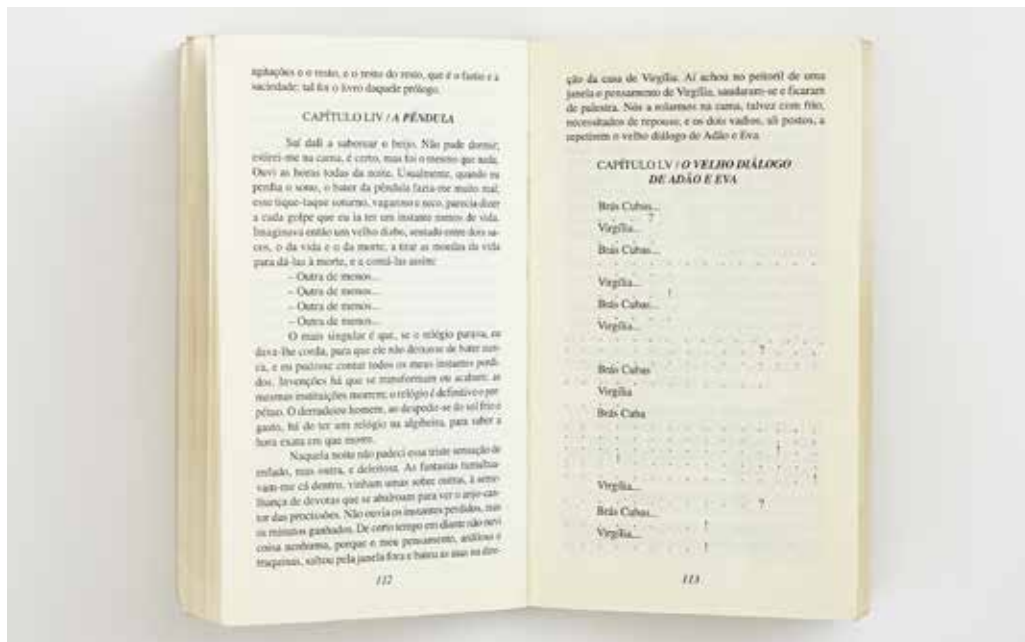 agitações e o resto, e o resto do resto, que é o fastio e a
saciedade: tal foi o livro daquele prólogo.
CAPÍTULO LIV / A PÊNDULA
Saí dali a saborear o beijo. Não pude dormir;
estirei-me na cama, é certo, mas foi o mesmo que nada.
Ouvi as horas todas da noite. Usualmente, quando eu
perdia o sono, o bater da pêndula fazia-me muito mal;
esse tique-taque soturno, vagaroso e seco, parecia dizer
a cada golpe que eu ia ter um instante menos de vida.
Imaginava então um velho diabo, sentado entre dois sa-
cos, o da vida e o da morte, a tirar as moedas da vida
para dá-las à morte, e a contá-las assim:
– Outra de menos...
– Outra de menos...
– Outra de menos...
– Outra de menos...
O mais singular é que, se o relógio parava, eu
dava-lhe corda, para que ele não deixasse de bater nun-
ca, e eu pudesse contar todos os meus instantes perdi-
dos. Invenções há que se transformam ou acabam; as
mesmas instituições morrem; o relógio é definitivo e per-
pétuo. O derradeiro homem, ao despedir-se do sol frio e
gasto, há de ter um relógio na algibeira, para saber a
hora exata em que morre.
Naquela noite não padeci essa triste sensação de
enfado, mas outra, e deleitosa. As fantasias tumultua-
vam-me cá dentro, vinham umas sobre outras, à seme-
lhança de devotas que se abalroam para ver o anjo-can-
tor das procissões. Não ouvia os instantes perdidos, mas
os minutos ganhados. De certo tempo em diante não ouvi
coisa nenhuma, porque o meu pensamento, ardiloso e
traquinas, saltou pela janela fora e bateu as asas na dire-
112
ção da casa de Virgília. Aí achou no peitoril de uma
janela o pensamento de Virgília, saudaram-se e ficaram
de palestra. Nós a rolarmos na cama, talvez com frio,
necessitados de repouso, e os dois vadios, ali postos, a
repetirem o velho diálogo de Adão e Eva.
CAPÍTULO LV / O VELHO DIÁLOGO
DE ADÃO E EVA
Brás Cubas...
?
Virgília...
Brás Cubas...
. . . . . . . . . . . . . . . . . . . .
Virgília...
!
Brás Cubas...
Virgília...
. . . . . . . . . . . . . . . ? . . . .
Brás Cubas
Virgília
Brás Cuba
. . . . . . . . . . . . . . . . . . . .
. . . . . . . . . . . . . . . . ! . . .
. . . ! . . . . . . . . . . . . . . . .
. . . . . . . . . . . . . . . . . . . !
Virgília...
. . . . . . . . . . . . . . . ?
Brás Cubas...
!
Virgília...
!
113